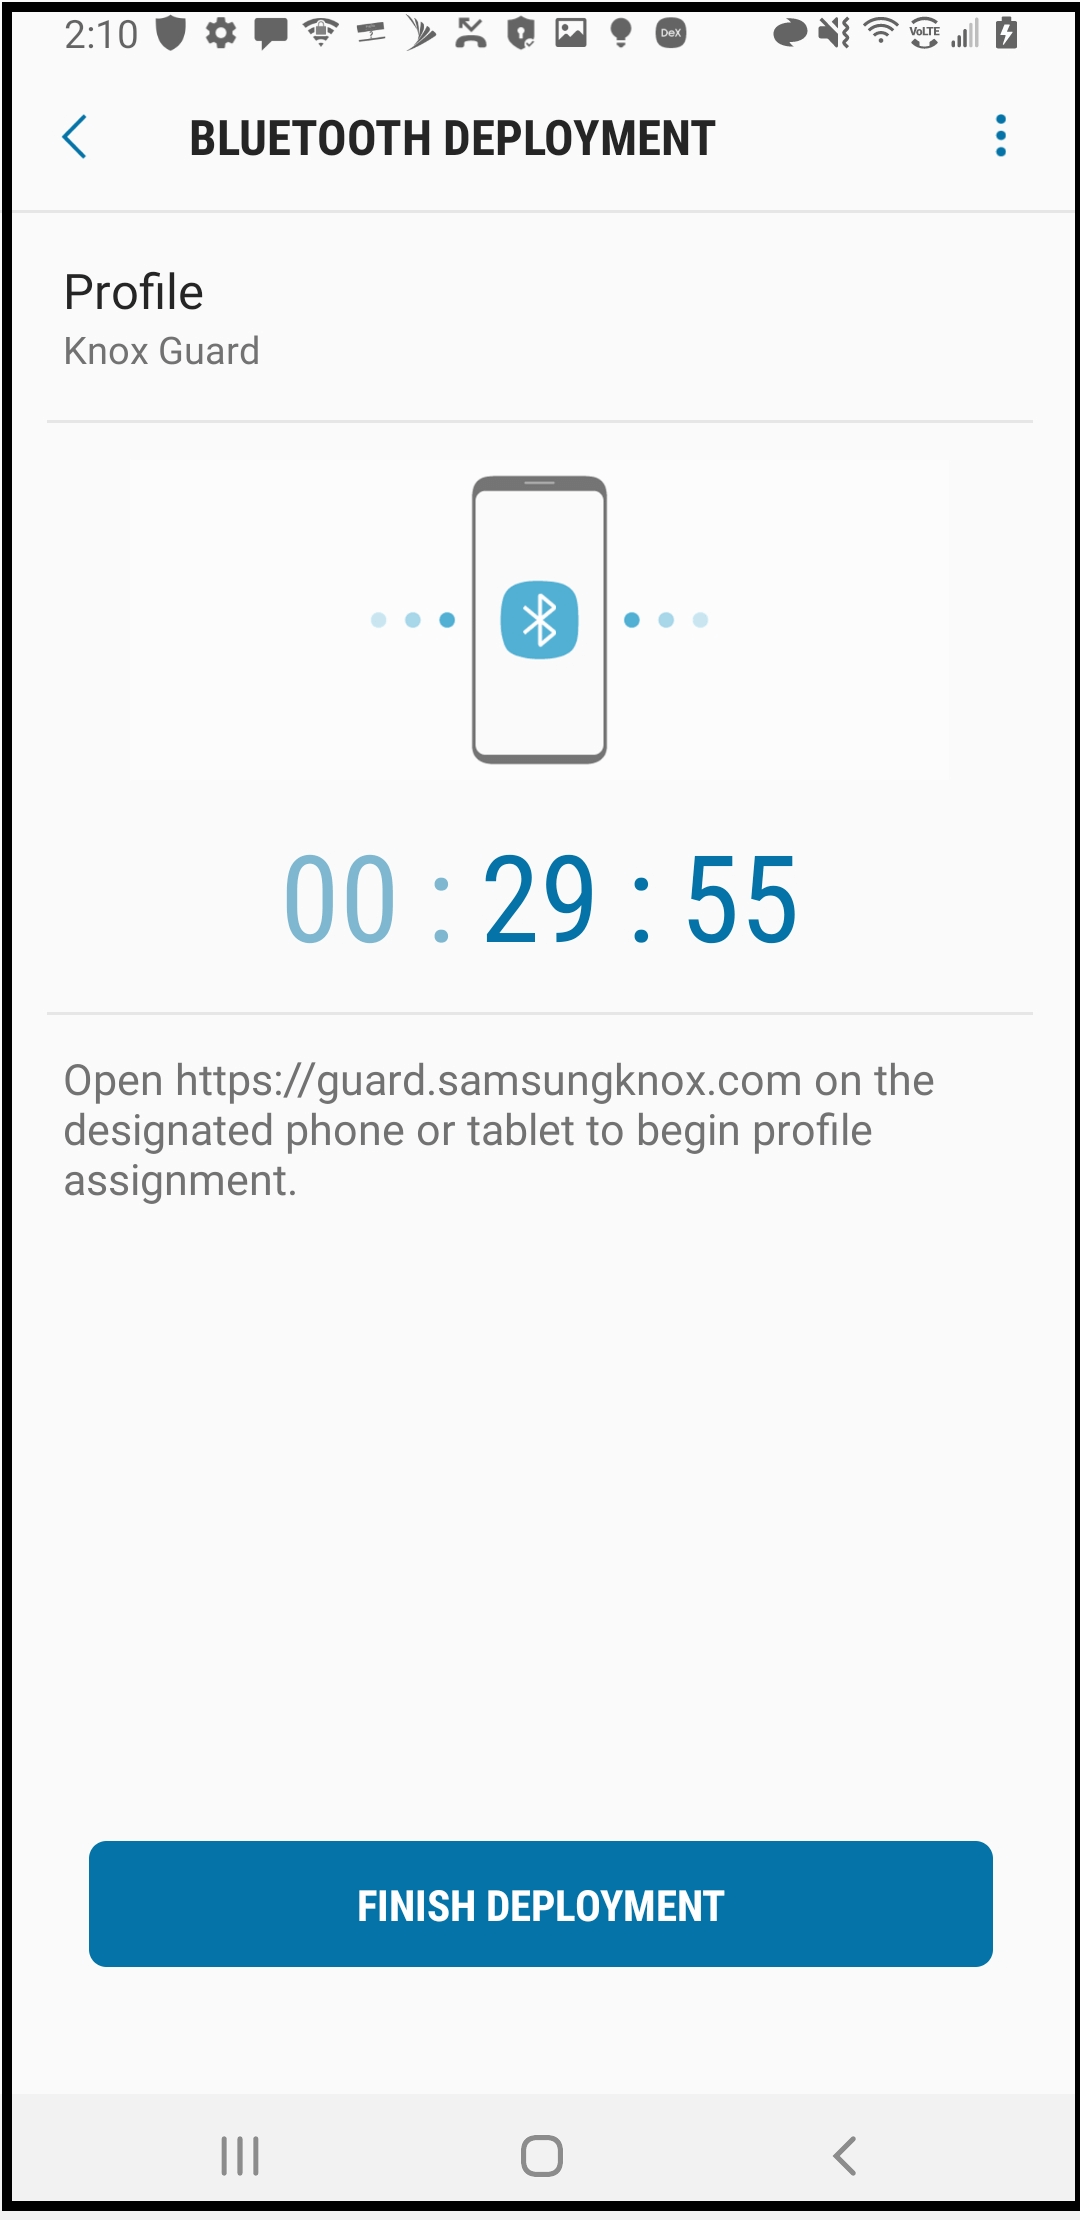 2:10 DeX VoLTE
BLUETOOTH DEPLOYMENT
Profile
Knox Guard
00 : 29 : 55
Open https://guard.samsungknox.com on the
designated phone or tablet to begin profile
assignment.
FINISH DEPLOYMENT